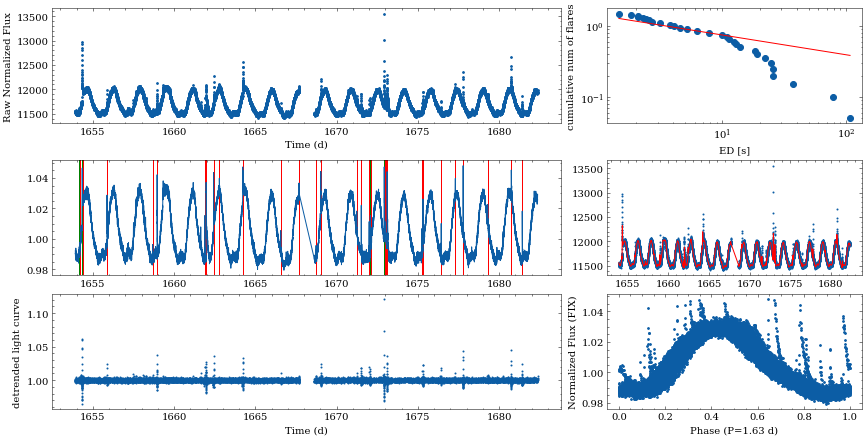 Raw Normalized Flux
13500
13000
12500
12000
11500
1655 1660 1665 1670 1675 1680
Time (d)
cumulative num of flares
10⁰
10⁻¹
10¹ 10²
ED [s]
1.04
1.02
1.00
0.98
1655 1660 1665 1670 1675 1680
13500
13000
12500
12000
11500
1655 1660 1665 1670 1675 1680
detrended light curve
1.10
1.05
1.00
1655 1660 1665 1670 1675 1680
Time (d)
Normalized Flux (FIX)
1.04
1.02
1.00
0.98
0.0 0.2 0.4 0.6 0.8 1.0
Phase (P=1.63 d)